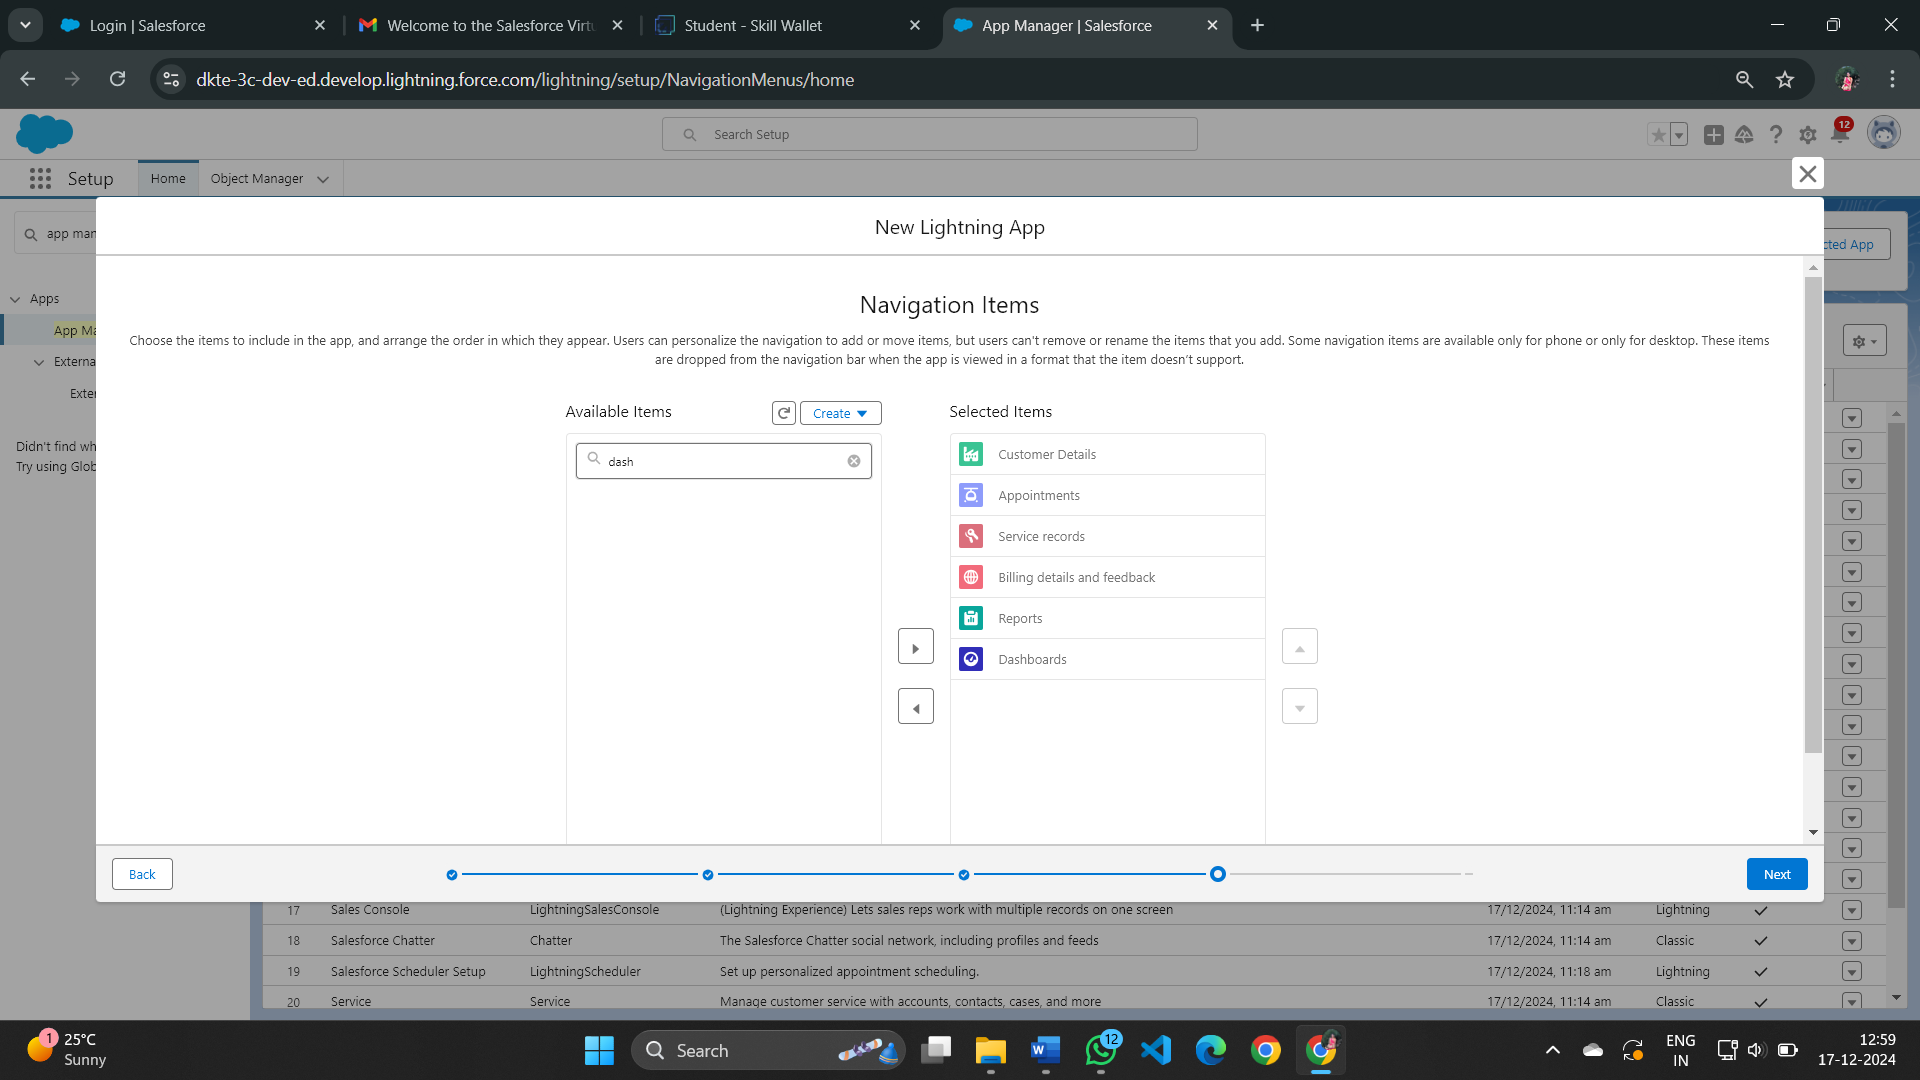 Login | Salesforce
Welcome to the Salesforce Virtu
Student - Skill Wallet
App Manager | Salesforce
dkte-3c-dev-ed.develop.lightning.force.com/lightning/setup/NavigationMenus/home
Search Setup
12
Setup
Home
Object Manager
app man
cted App
New Lightning App
Apps
App Ma
Externa
Exter
Didn't find wh
Try using Glob
Navigation Items
Choose the items to include in the app, and arrange the order in which they appear. Users can personalize the navigation to add or move items, but users can't remove or rename the items that you add. Some navigation items are available only for phone or only for desktop. These items
are dropped from the navigation bar when the app is viewed in a format that the item doesn't support.
Available Items
Create
dash
Selected Items
Customer Details
Appointments
Service records
Billing details and feedback
Reports
Dashboards
Back
Next
17 Sales Console LightningSalesConsole (Lightning Experience) Lets sales reps work with multiple records on one screen 17/12/2024, 11:14 am Lightning
18 Salesforce Chatter Chatter The Salesforce Chatter social network, including profiles and feeds 17/12/2024, 11:14 am Classic
19 Salesforce Scheduler Setup LightningScheduler Set up personalized appointment scheduling. 17/12/2024, 11:18 am Lightning
20 Service Service Manage customer service with accounts, contacts, cases, and more 17/12/2024, 11:14 am Classic
1
25°C
Sunny
Search
12
ENG
IN
12:59
17-12-2024